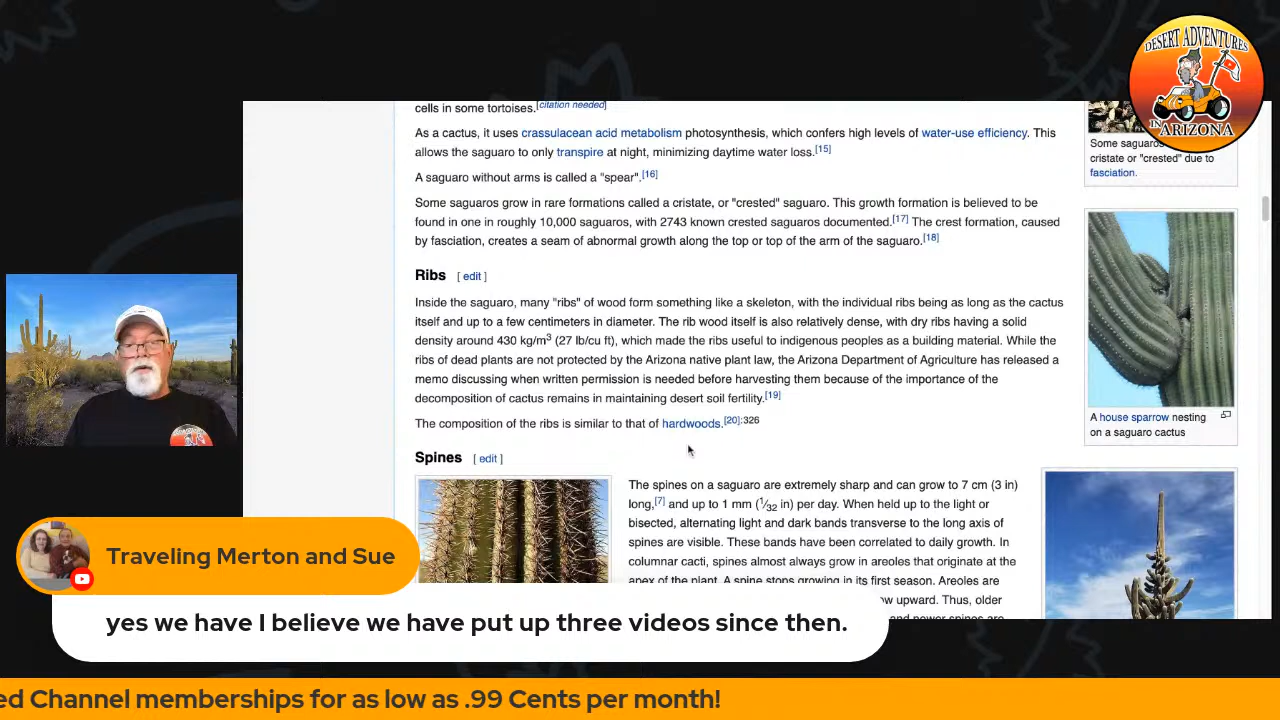 DESERT ADVENTURES
IN ARIZONA
cells in some tortoises.[citation needed]
As a cactus, it uses crassulacean acid metabolism photosynthesis, which confers high levels of water-use efficiency. This
allows the saguaro to only transpire at night, minimizing daytime water loss.[15]
A saguaro without arms is called a "spear".[16]
Some saguaros grow in rare formations called a cristate, or "crested" saguaro. This growth formation is believed to be
found in one in roughly 10,000 saguaros, with 2743 known crested saguaros documented.[17] The crest formation, caused
by fasciation, creates a seam of abnormal growth along the top or top of the arm of the saguaro.[18]
Some saguaros
cristate or "crested" due to
fasciation.
Ribs [ edit ]
Inside the saguaro, many "ribs" of wood form something like a skeleton, with the individual ribs being as long as the cactus
itself and up to a few centimeters in diameter. The rib wood itself is also relatively dense, with dry ribs having a solid
density around 430 kg/m3 (27 lb/cu ft), which made the ribs useful to indigenous peoples as a building material. While the
ribs of dead plants are not protected by the Arizona native plant law, the Arizona Department of Agriculture has released a
memo discussing when written permission is needed before harvesting them because of the importance of the
decomposition of cactus remains in maintaining desert soil fertility.[19]
The composition of the ribs is similar to that of hardwoods.[20]:326
A house sparrow nesting
on a saguaro cactus
Spines [ edit ]
The spines on a saguaro are extremely sharp and can grow to 7 cm (3 in)
long,[7] and up to 1 mm (1/32 in) per day. When held up to the light or
bisected, alternating light and dark bands transverse to the long axis of
spines are visible. These bands have been correlated to daily growth. In
columnar cacti, spines almost always grow in areoles that originate at the
apex of the plant. A spine stops growing in its first season. Areoles are
upward. Thus, older
Traveling Merton and Sue
yes we have I believe we have put up three videos since then.
ed Channel memberships for as low as .99 Cents per month!